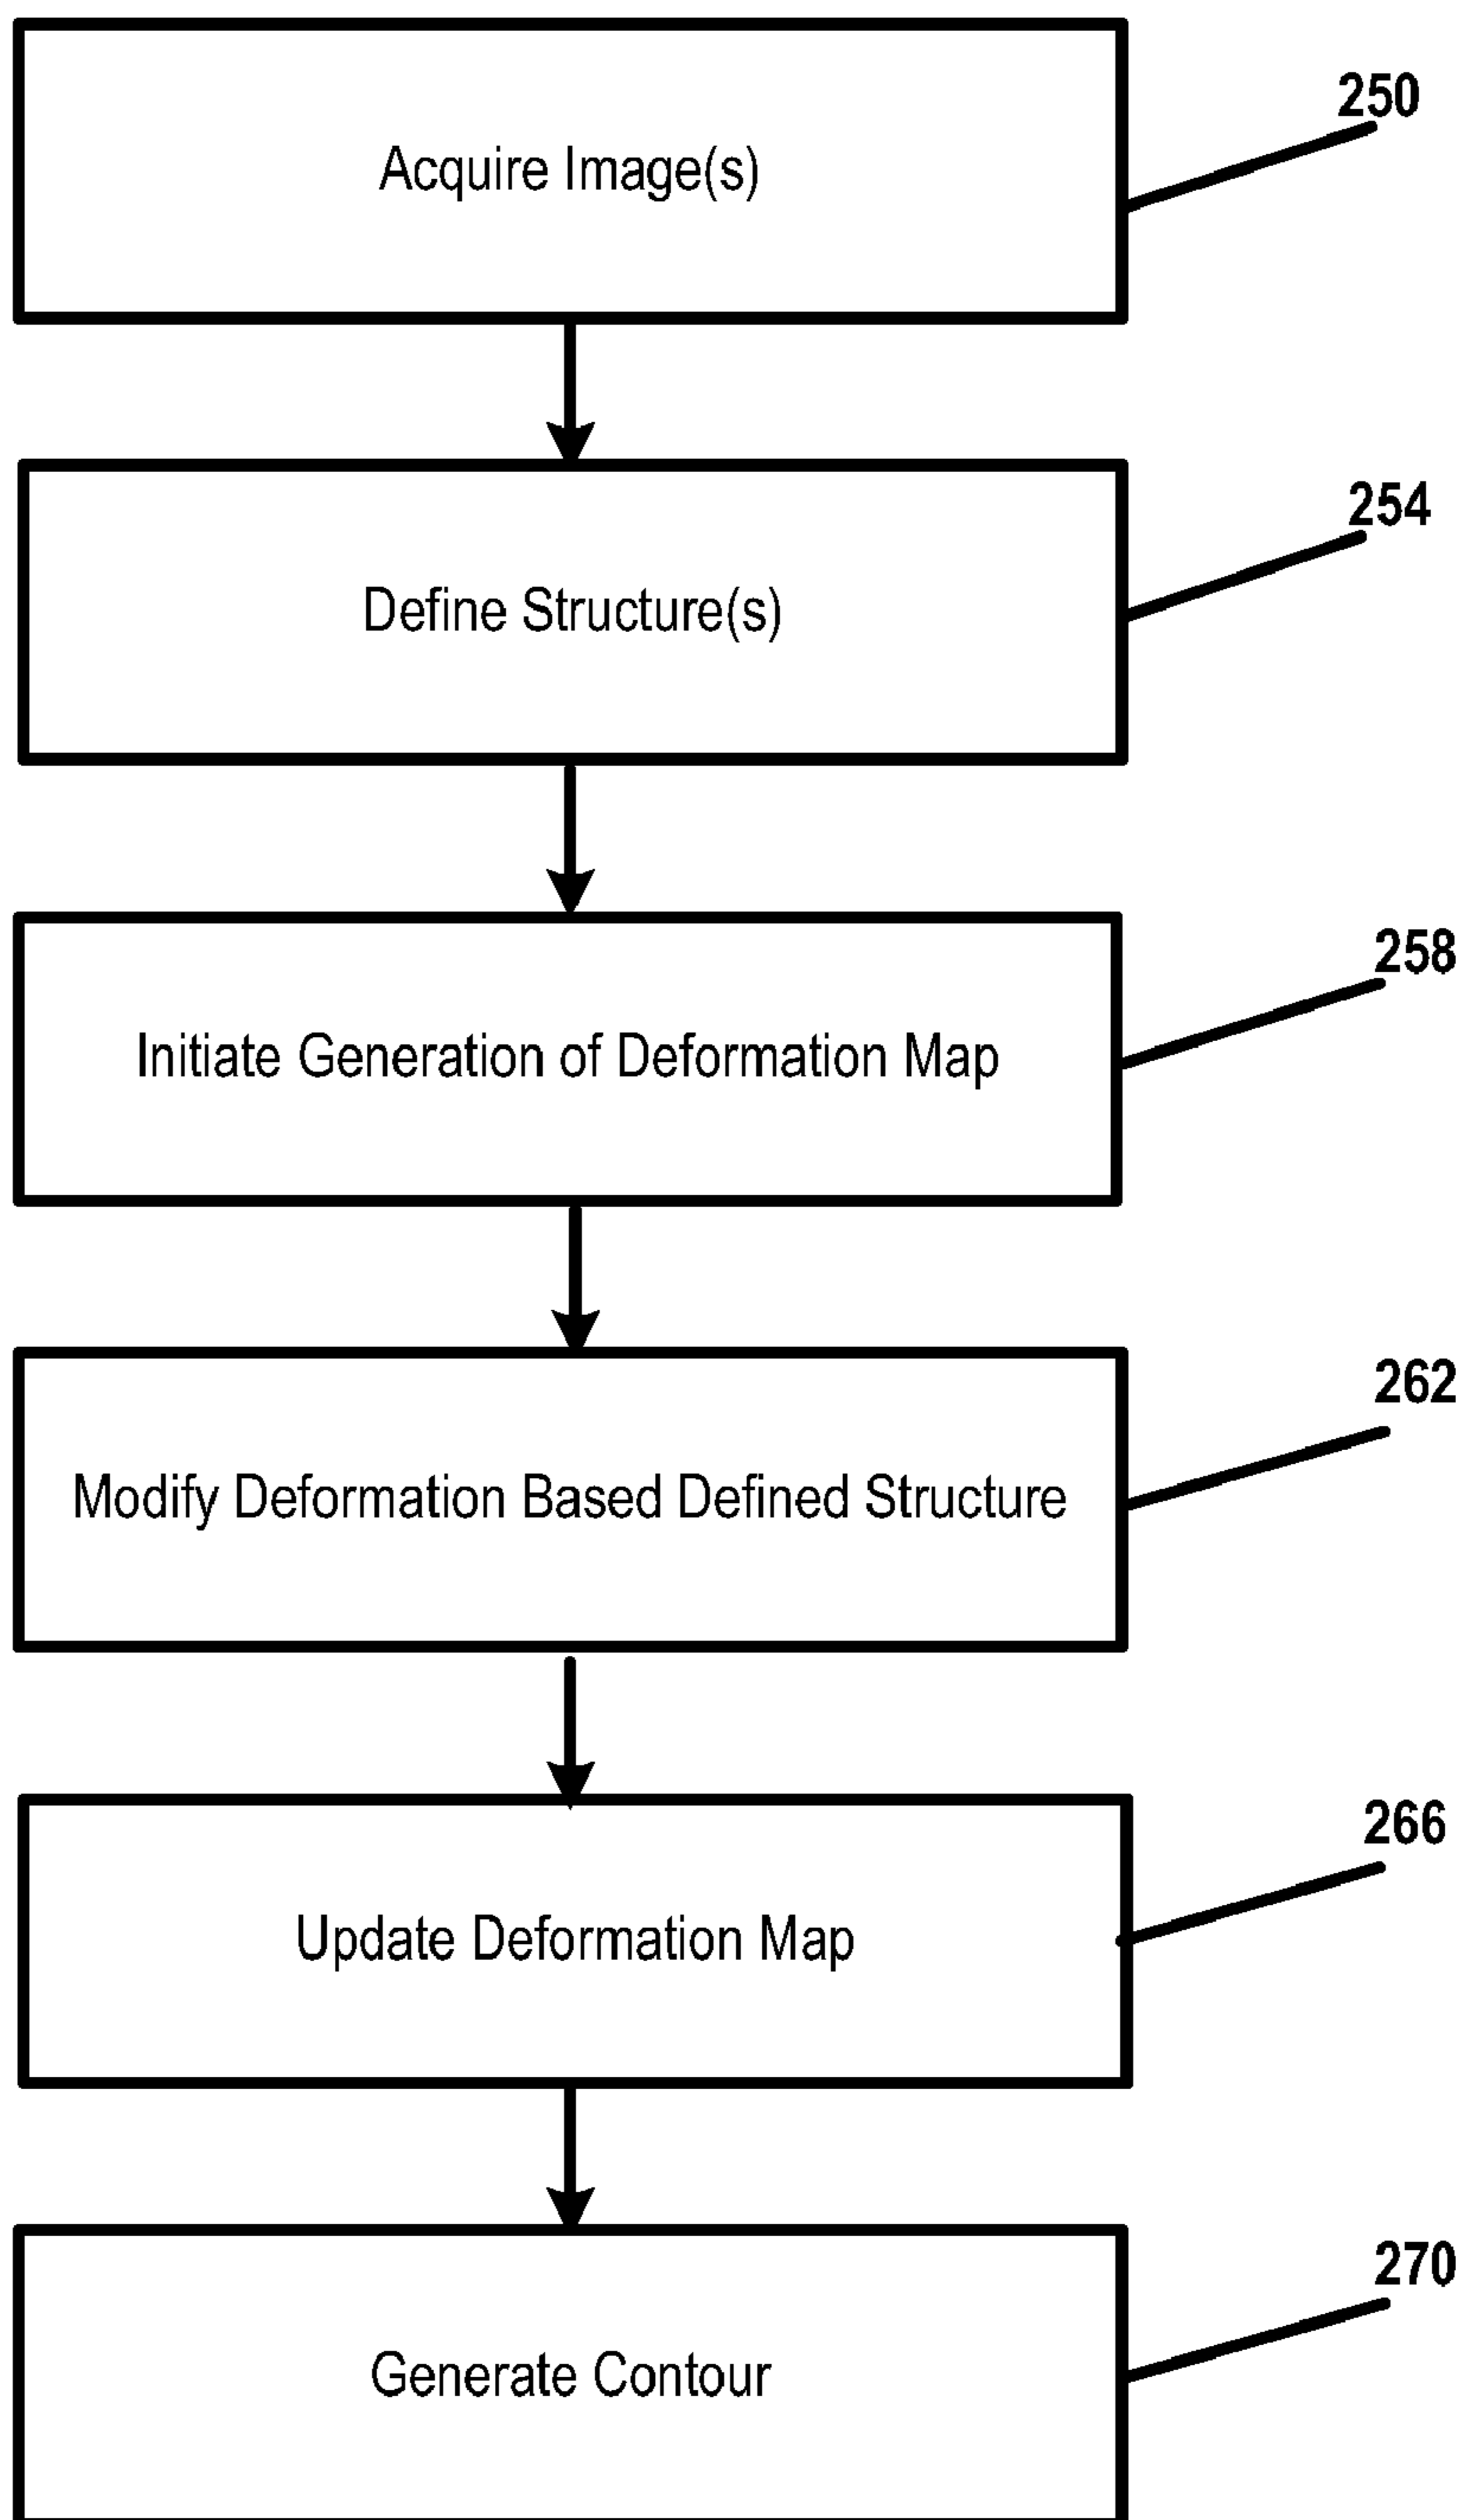 250
Acquire Image(s)
254
Define Structure(s)
258
Initiate Generation of Deformation Map
262
Modify Deformation Based Defined Structure
266
Update Deformation Map
270
Generate Contour